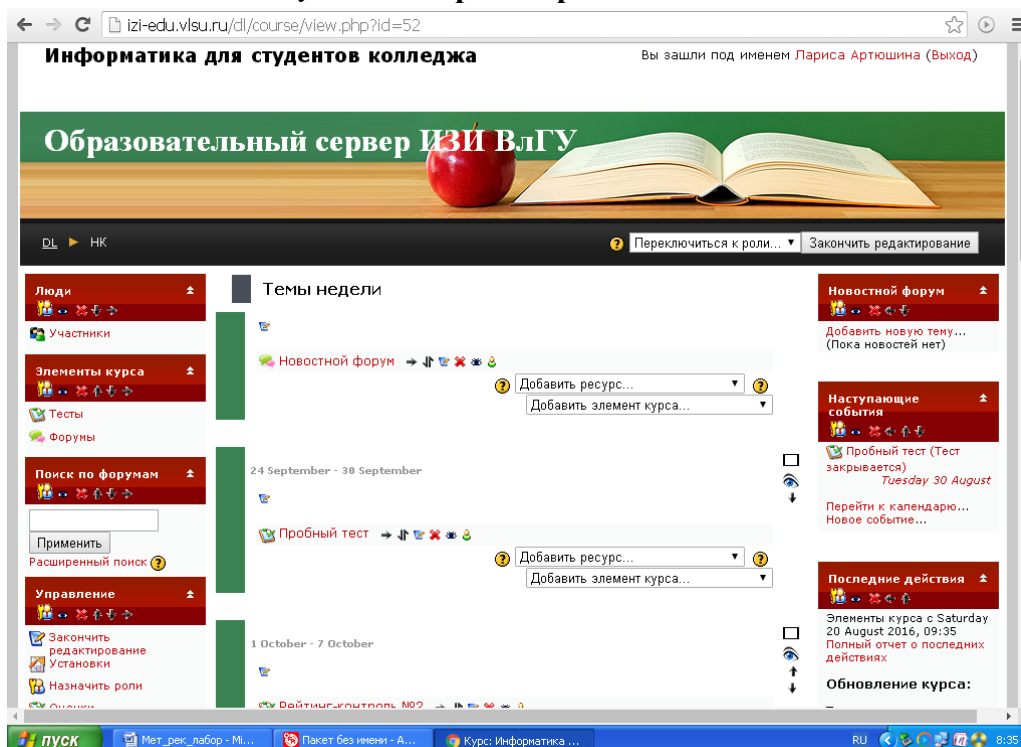 izi-edu.vlsu.ru/dl/course/view.php?id=52
Информатика для студентов колледжа
Вы зашли под именем Лариса Артюшина (Выход)
Образовательный сервер ИЗИ ВлГУ
DL ► НК
Переключиться к роли...
Закончить редактирование
Люди
Участники
Элементы курса
Тесты
Форумы
Поиск по форумам
Применить
Расширенный поиск
Управление
Закончить
редактирование
Установки
Назначить роли
Темы недели
Новостной форум
Добавить ресурс...
Добавить элемент курса...
24 September - 30 September
Пробный тест
Добавить ресурс...
Добавить элемент курса...
1 October - 7 October
Рейтинг-контроль №2
Новостной форум
Добавить новую тему...
(Пока новостей нет)
Наступающие
события
Пробный тест (Тест
закрывается)
Tuesday 30 August
Перейти к календарю...
Новое событие...
Последние действия
Элементы курса с Saturday
20 August 2016, 09:35
Полный отчет о последних
действиях
Обновление курса:
пуск
Мет_рек_лабор - Mi...
Пакет без имени - A...
Курс: Информатика ...
RU
8:35